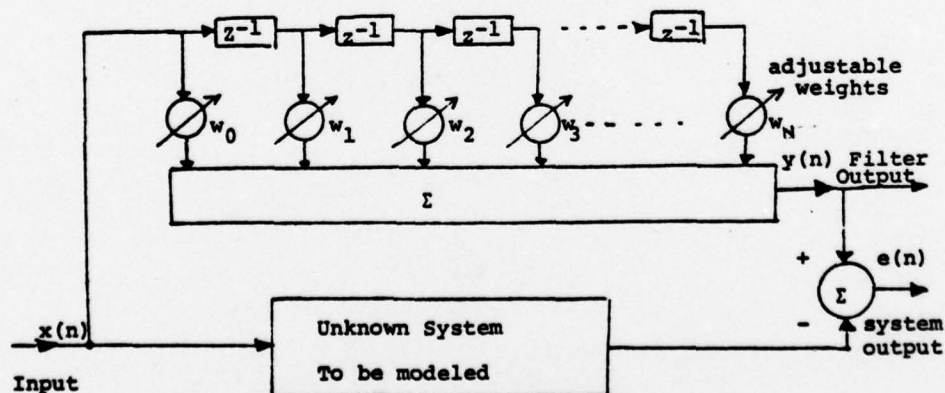 z⁻¹ z⁻¹ z⁻¹ z⁻¹
adjustable
weights
w₀ w₁ w₂ w₃ w_N
y(n) Filter
Output
Σ
+ e(n)
Σ
x(n)
Unknown System
- system
output
To be modeled
Input